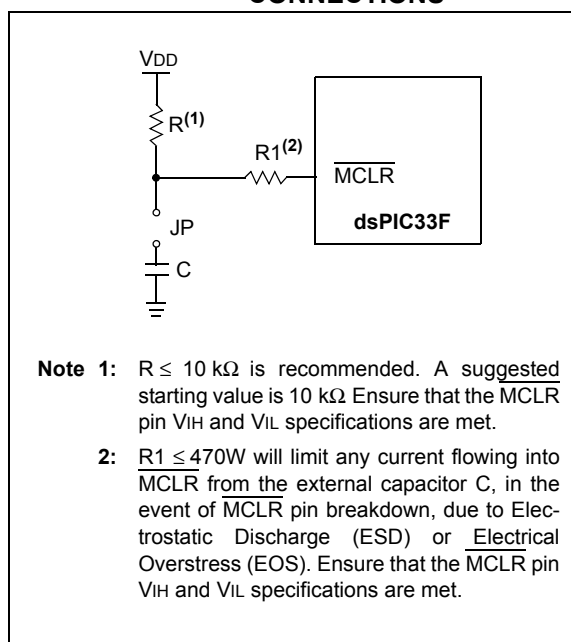 CONNECTIONS
VDD
R(1)
R1(2)
MCLR
dsPIC33F
JP
C
Note 1: R ≤ 10 kΩ is recommended. A suggested
starting value is 10 kΩ Ensure that the MCLR
pin VIH and VIL specifications are met.
2: R1 ≤ 470W will limit any current flowing into
MCLR from the external capacitor C, in the
event of MCLR pin breakdown, due to Elec-
trostatic Discharge (ESD) or Electrical
Overstress (EOS). Ensure that the MCLR pin
VIH and VIL specifications are met.